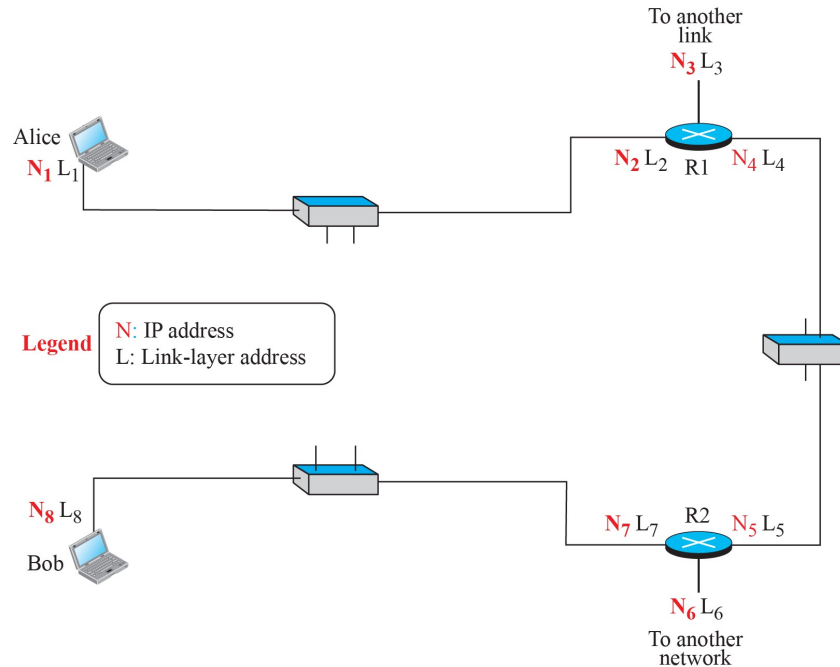 To another
link
N₃ L₃
Alice
N₁ L₁
N₂ L₂
R1
N₄ L₄
Legend
N: IP address
L: Link-layer address
N₈ L₈
Bob
N₇ L₇
R2
N₅ L₅
N₆ L₆
To another
network